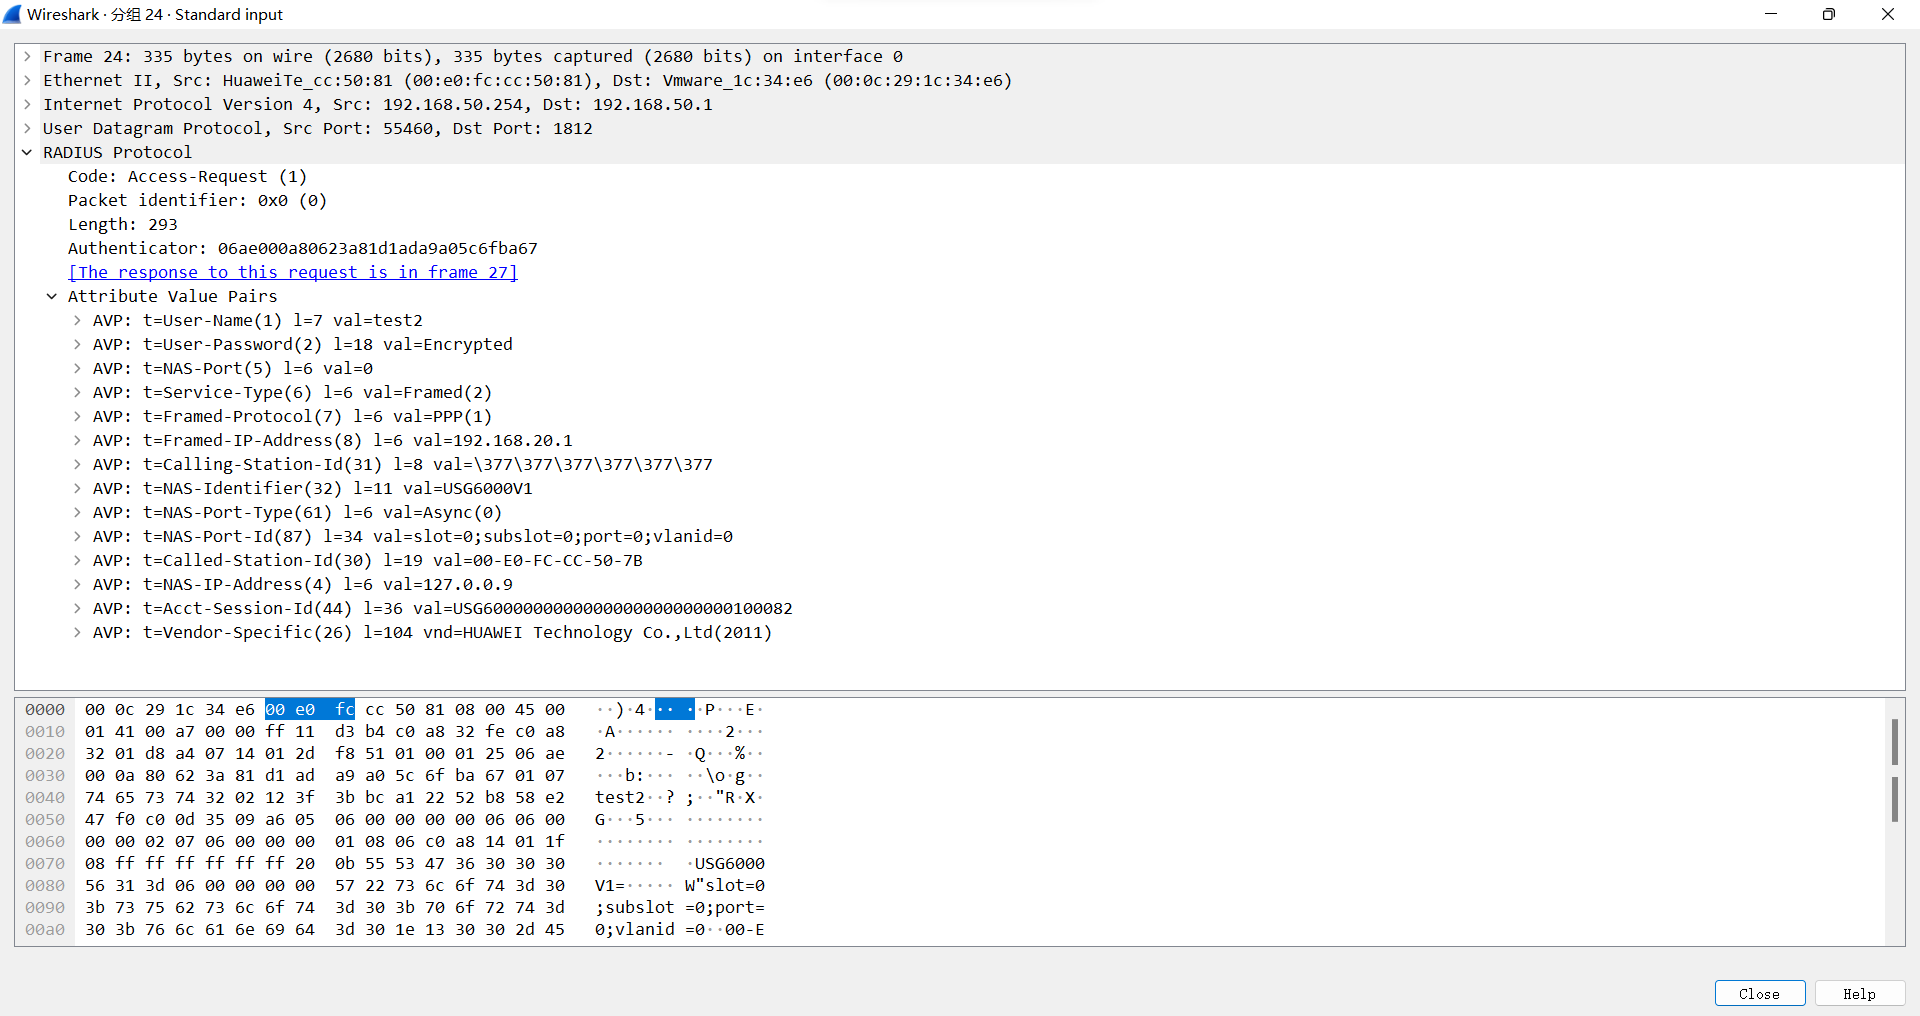 Wireshark · 分组 24 · Standard input
Frame 24: 335 bytes on wire (2680 bits), 335 bytes captured (2680 bits) on interface 0
Ethernet II, Src: HuaweiTe_cc:50:81 (00:e0:fc:cc:50:81), Dst: Vmware_1c:34:e6 (00:0c:29:1c:34:e6)
Internet Protocol Version 4, Src: 192.168.50.254, Dst: 192.168.50.1
User Datagram Protocol, Src Port: 55460, Dst Port: 1812
RADIUS Protocol
Code: Access-Request (1)
Packet identifier: 0x0 (0)
Length: 293
Authenticator: 06ae000a80623a81d1ada9a05c6fba67
[The response to this request is in frame 27]
Attribute Value Pairs
AVP: t=User-Name(1) l=7 val=test2
AVP: t=User-Password(2) l=18 val=Encrypted
AVP: t=NAS-Port(5) l=6 val=0
AVP: t=Service-Type(6) l=6 val=Framed(2)
AVP: t=Framed-Protocol(7) l=6 val=PPP(1)
AVP: t=Framed-IP-Address(8) l=6 val=192.168.20.1
AVP: t=Calling-Station-Id(31) l=8 val=\377\377\377\377\377\377
AVP: t=NAS-Identifier(32) l=11 val=USG6000V1
AVP: t=NAS-Port-Type(61) l=6 val=Async(0)
AVP: t=NAS-Port-Id(87) l=34 val=slot=0;subslot=0;port=0;vlanid=0
AVP: t=Called-Station-Id(30) l=19 val=00-E0-FC-CC-50-7B
AVP: t=NAS-IP-Address(4) l=6 val=127.0.0.9
AVP: t=Acct-Session-Id(44) l=36 val=USG6000000000000000000000000100082
AVP: t=Vendor-Specific(26) l=104 vnd=HUAWEI Technology Co.,Ltd(2011)
0000 00 0c 29 1c 34 e6 00 e0 fc cc 50 81 08 00 45 00 ··)·4··· ··P···E·
0010 01 41 00 a7 00 00 ff 11 d3 b4 c0 a8 32 fe c0 a8 ·A······ ····2···
0020 32 01 d8 a4 07 14 01 2d f8 51 01 00 01 25 06 ae 2······- ·Q···%··
0030 00 0a 80 62 3a 81 d1 ad a9 a0 5c 6f ba 67 01 07 ···b:··· ··\o·g··
0040 74 65 73 74 32 02 12 3f 3b bc a1 22 52 b8 58 e2 test2··? ;··"R·X·
0050 47 f0 c0 0d 35 09 a6 05 06 00 00 00 00 06 06 00 G···5··· ········
0060 00 00 02 07 06 00 00 00 01 08 06 c0 a8 14 01 1f ········ ········
0070 08 ff ff ff ff ff ff 20 0b 55 53 47 36 30 30 30 ······· ·USG6000
0080 56 31 3d 06 00 00 00 00 57 22 73 6c 6f 74 3d 30 V1=····· W"slot=0
0090 3b 73 75 62 73 6c 6f 74 3d 30 3b 70 6f 72 74 3d ;subslot =0;port=
00a0 30 3b 76 6c 61 6e 69 64 3d 30 1e 13 30 30 2d 45 0;vlanid =0··00-E
Close
Help